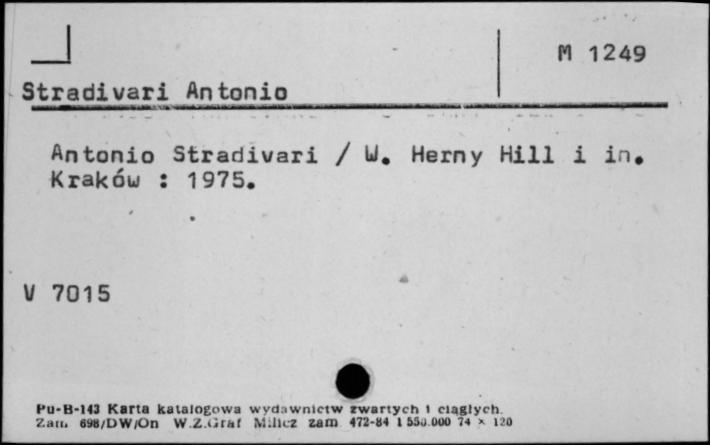 M 1249
Stradivari Antonio
Antonio Stradivari / W. Herny Hill i in.
Kraków : 1975.
V 7015
Pu-B-143 Karta katalogowa wydawnictw zwartych i ciągłych.
Zam. 698/DW/On W.Z.Graf Milicz zam. 472-84 1 550.000 74 × 120